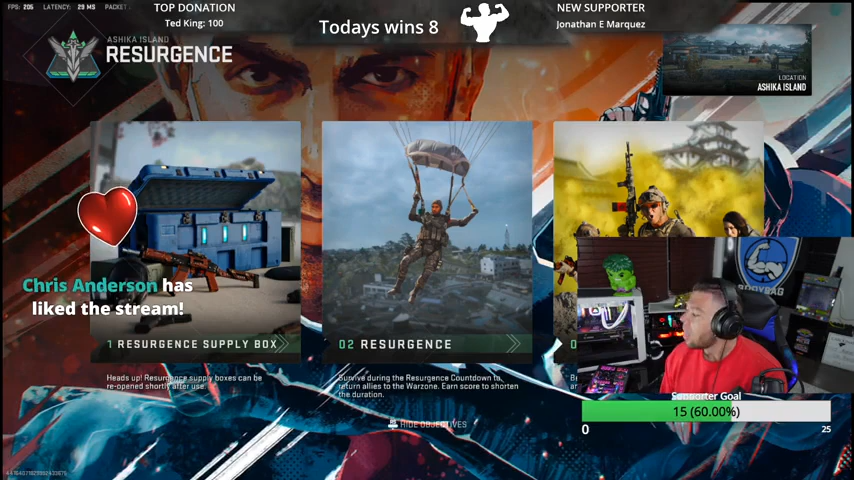 FPS: 205 LATENCY: 29 MS PACKET
TOP DONATION
Ted King: 100
Todays wins 8
NEW SUPPORTER
Jonathan E Marquez
ASHIKA ISLAND
RESURGENCE
LOCATION
ASHIKA ISLAND
Chris Anderson has
liked the stream!
1 RESURGENCE SUPPLY BOX
Heads up! Resurgence supply boxes can be
re-opened shortly after use.
02 RESURGENCE
Survive during the Resurgence Countdown to
return allies to the Warzone. Earn score to shorten
the duration.
HIDE OBJECTIVES
BODYBAG
Supporter Goal
15 (60.00%)
0
25